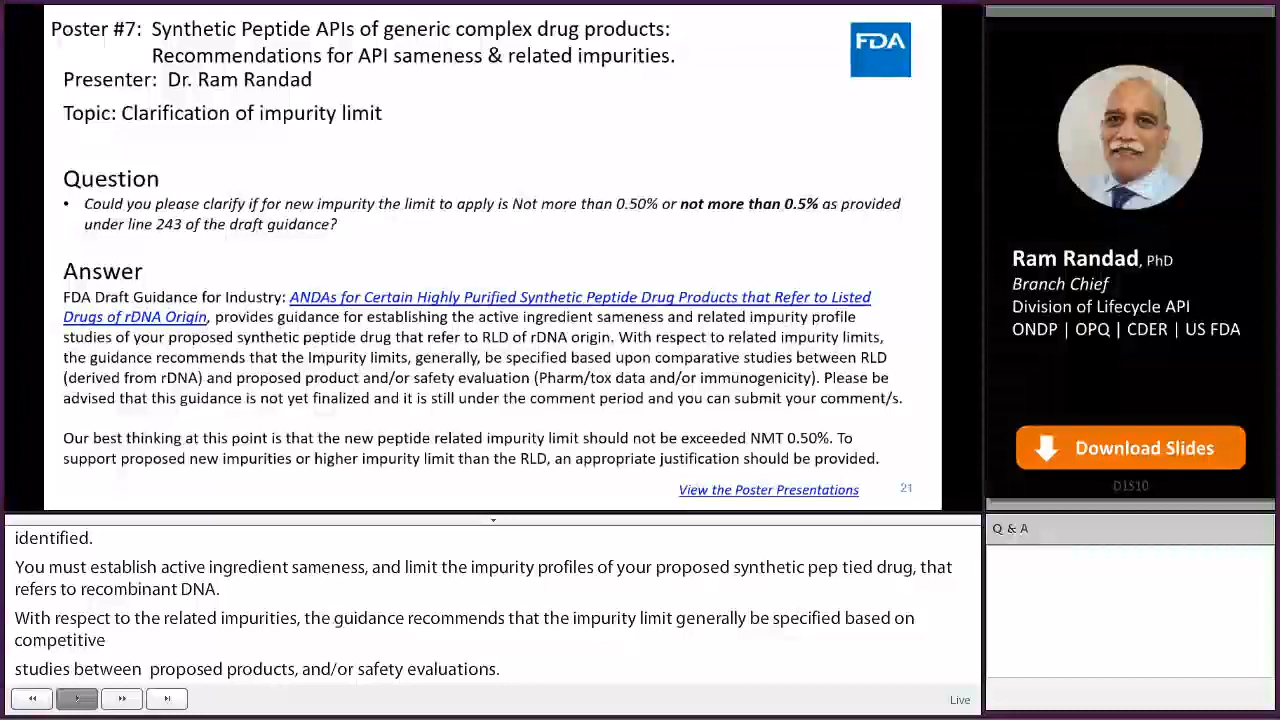 Poster #7: Synthetic Peptide APIs of generic complex drug products:
Recommendations for API sameness & related impurities.
Presenter: Dr. Ram Randad
Topic: Clarification of impurity limit
FDA
Question
• Could you please clarify if for new impurity the limit to apply is Not more than 0.50% or not more than 0.5% as provided
under line 243 of the draft guidance?
Answer
FDA Draft Guidance for Industry: ANDAs for Certain Highly Purified Synthetic Peptide Drug Products that Refer to Listed
Drugs of rDNA Origin, provides guidance for establishing the active ingredient sameness and related impurity profile
studies of your proposed synthetic peptide drug that refer to RLD of rDNA origin. With respect to related impurity limits,
the guidance recommends that the Impurity limits, generally, be specified based upon comparative studies between RLD
(derived from rDNA) and proposed product and/or safety evaluation (Pharm/tox data and/or immunogenicity). Please be
advised that this guidance is not yet finalized and it is still under the comment period and you can submit your comment/s.
Our best thinking at this point is that the new peptide related impurity limit should not be exceeded NMT 0.50%. To
support proposed new impurities or higher impurity limit than the RLD, an appropriate justification should be provided.
View the Poster Presentations
21
Ram Randad, PhD
Branch Chief
Division of Lifecycle API
ONDP | OPQ | CDER | US FDA
Download Slides
D1S10
identified.
You must establish active ingredient sameness, and limit the impurity profiles of your proposed synthetic pep tied drug, that
refers to recombinant DNA.
With respect to the related impurities, the guidance recommends that the impurity limit generally be specified based on
competitive
studies between proposed products, and/or safety evaluations.
Live
Q & A